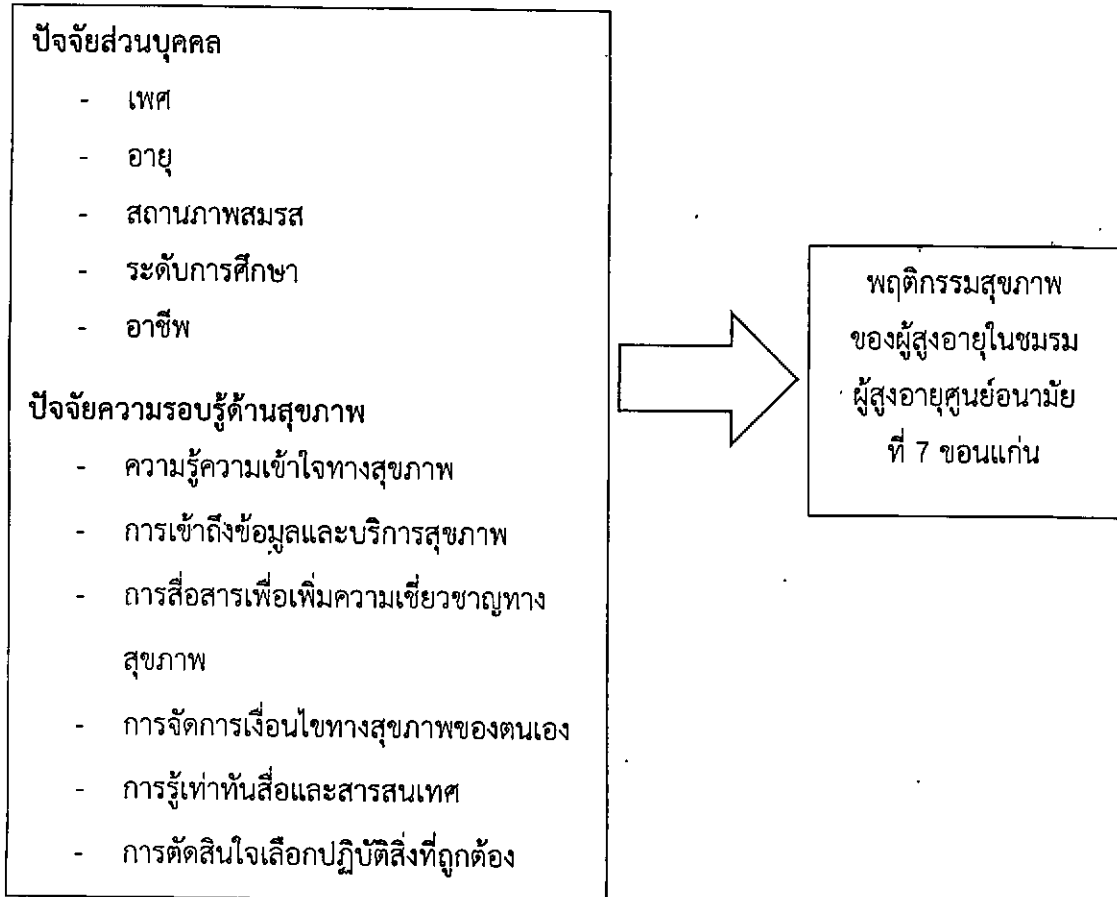 ปัจจัยส่วนบุคคล
- เพศ
- อายุ
- สถานภาพสมรส
- ระดับการศึกษา
- อาชีพ
ปัจจัยความรอบรู้ด้านสุขภาพ
- ความรู้ความเข้าใจทางสุขภาพ
- การเข้าถึงข้อมูลและบริการสุขภาพ
- การสื่อสารเพื่อเพิ่มความเชี่ยวชาญทาง
สุขภาพ
- การจัดการเงื่อนไขทางสุขภาพของตนเอง
- การรู้เท่าทันสื่อและสารสนเทศ
- การตัดสินใจเลือกปฏิบัติสิ่งที่ถูกต้อง
พฤติกรรมสุขภาพ
ของผู้สูงอายุในชมรม
ผู้สูงอายุศูนย์อนามัย
ที่ 7 ขอนแก่น